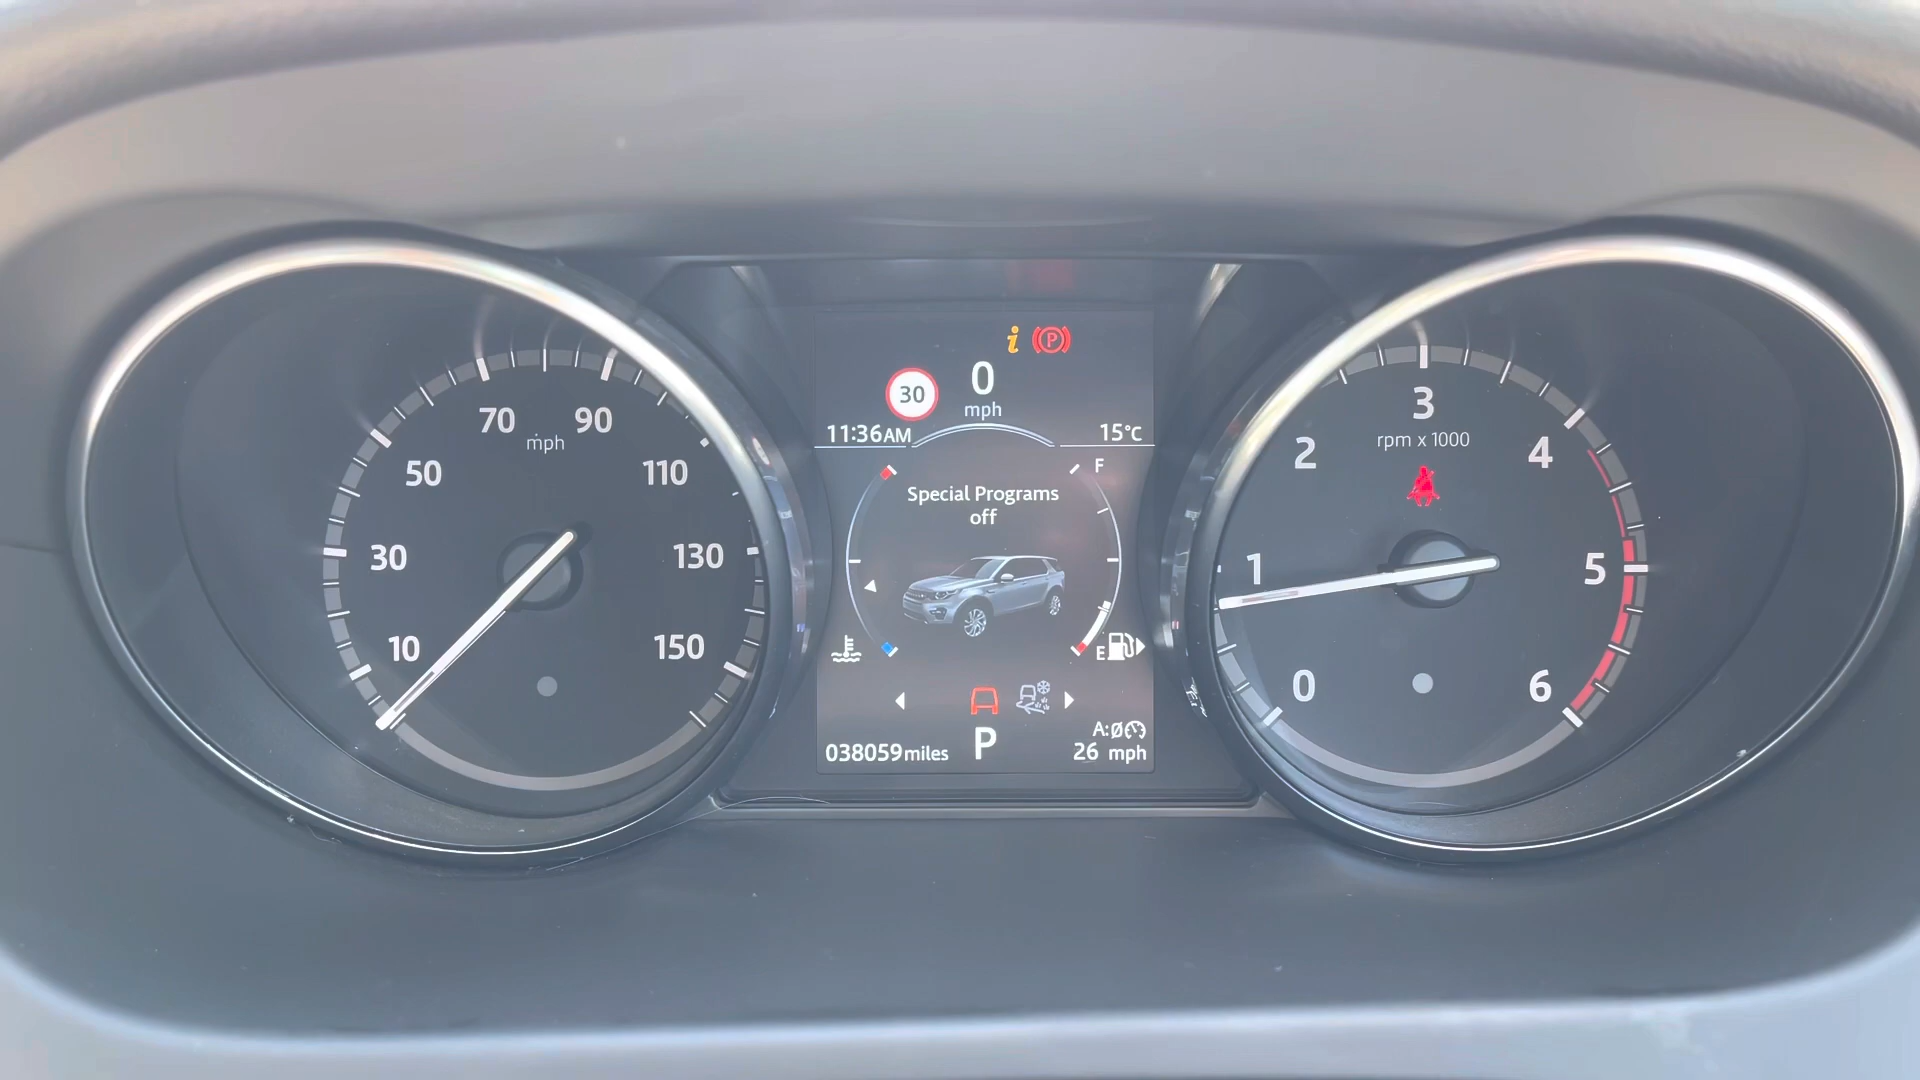 10
30
50
70
90
110
130
150
mph
i
P
30
0
mph
11:36AM
15°C
Special Programs
off
F
E
P
038059miles
A:Ø
26 mph
0
1
2
3
4
5
6
rpm x 1000